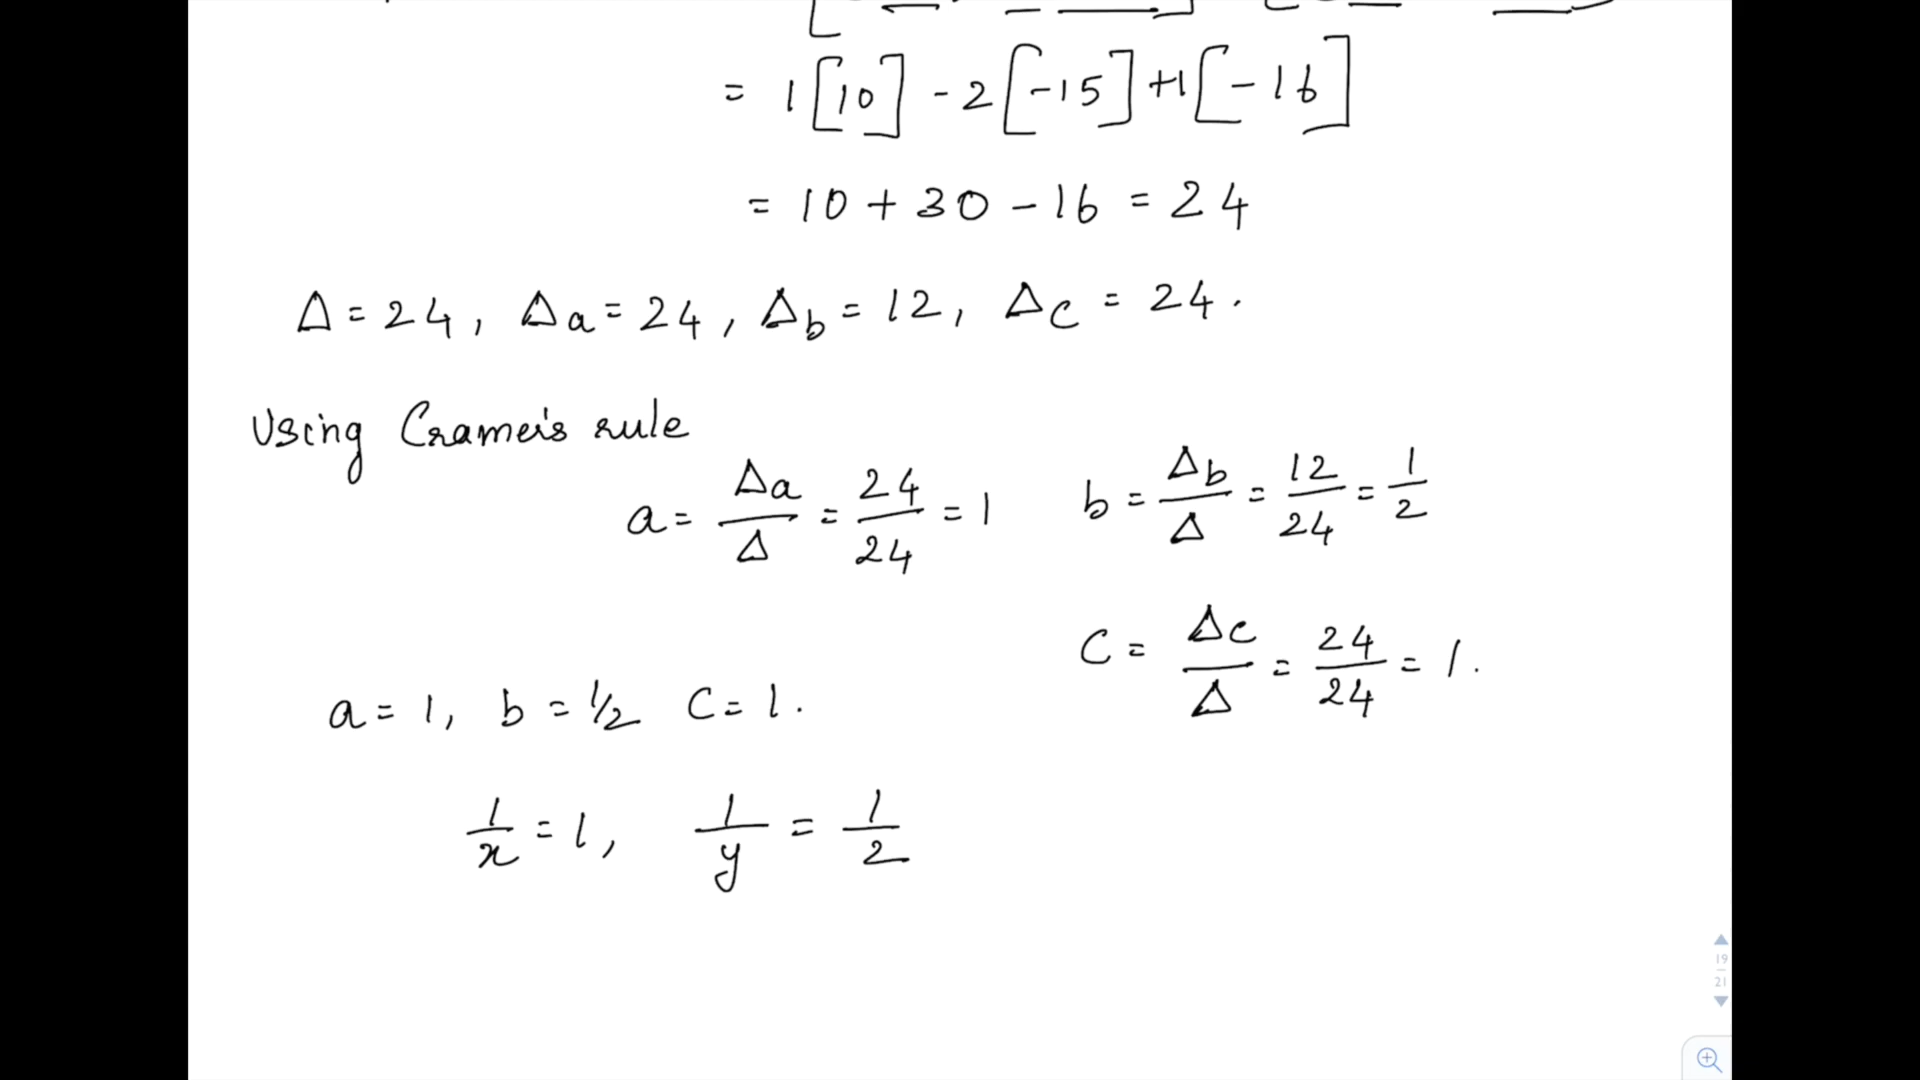 = 1[10] - 2[-15] +1[-16]
= 10 + 30 - 16 = 24
Δ = 24, Δa = 24, Δb = 12, Δc = 24.
Using Cramer's rule
a = Δa/Δ = 24/24 = 1 b = Δb/Δ = 12/24 = 1/2
C = Δc/Δ = 24/24 = 1.
a = 1, b = 1/2 C = 1.
1/x = 1, 1/y = 1/2
19
21